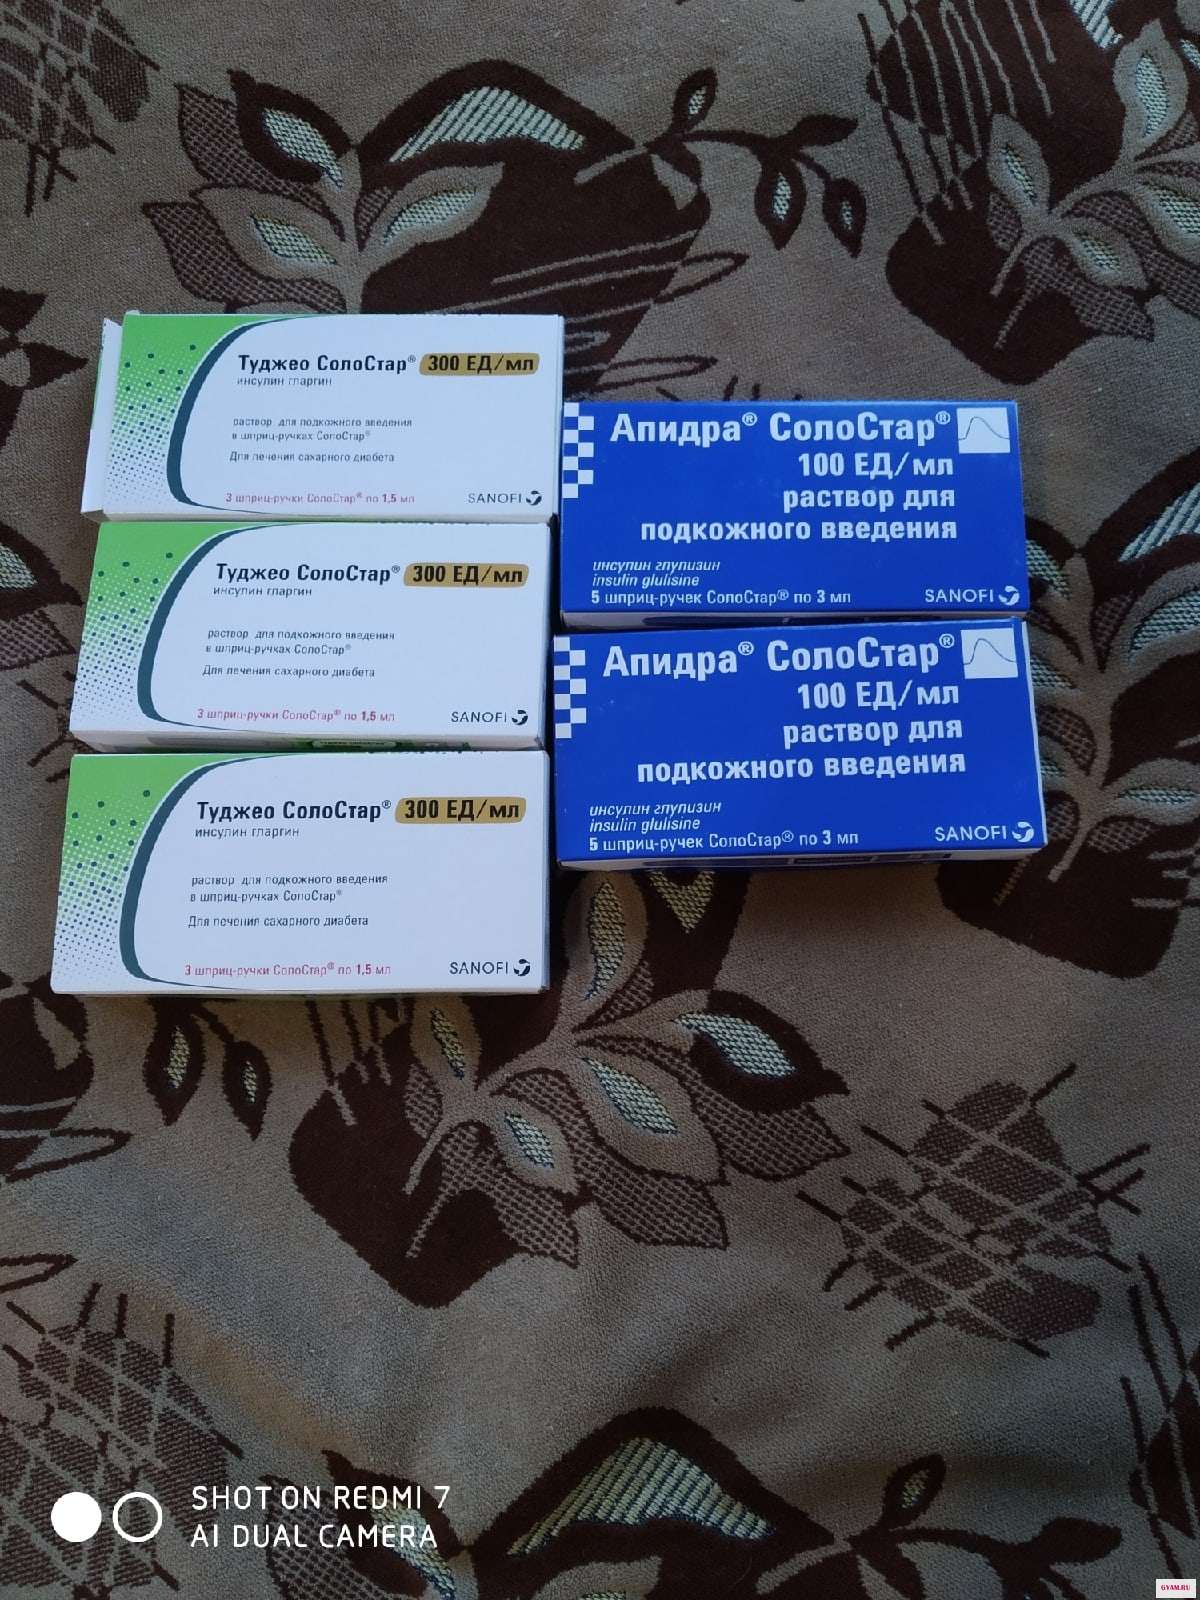 Туджео СолоСтар® 300 ЕД/мл
инсулин гларгин
раствор для подкожного введения
в шприц-ручках СолоСтар®
Для лечения сахарного диабета
3 шприц-ручки СолоСтар® по 1,5 мл
SANOFI
Туджео СолоСтар® 300 ЕД/мл
инсулин гларгин
раствор для подкожного введения
в шприц-ручках СолоСтар®
Для лечения сахарного диабета
3 шприц-ручки СолоСтар® по 1,5 мл
SANOFI
Туджео СолоСтар® 300 ЕД/мл
инсулин гларгин
раствор для подкожного введения
в шприц-ручках СолоСтар®
Для лечения сахарного диабета
3 шприц-ручки СолоСтар® по 1,5 мл
SANOFI
Апидра® СолоСтар®
100 ЕД/мл
раствор для
подкожного введения
инсулин глулизин
insulin glulisine
5 шприц-ручек СолоСтар® по 3 мл
SANOFI
Апидра® СолоСтар®
100 ЕД/мл
раствор для
подкожного введения
инсулин глулизин
insulin glulisine
5 шприц-ручек СолоСтар® по 3 мл
SANOFI
SHOT ON REDMI 7
AI DUAL CAMERA
GYAM.RU